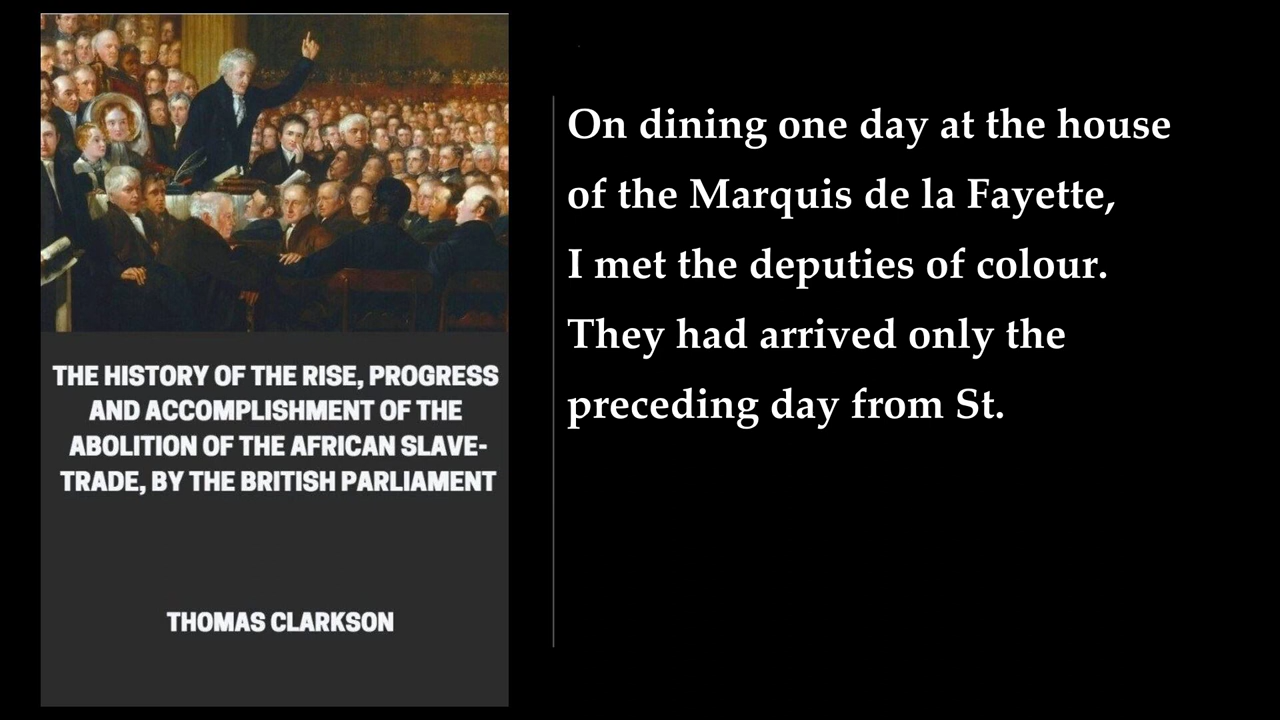 THE HISTORY OF THE RISE, PROGRESS
AND ACCOMPLISHMENT OF THE
ABOLITION OF THE AFRICAN SLAVE-
TRADE, BY THE BRITISH PARLIAMENT
THOMAS CLARKSON
On dining one day at the house
of the Marquis de la Fayette,
I met the deputies of colour.
They had arrived only the
preceding day from St.